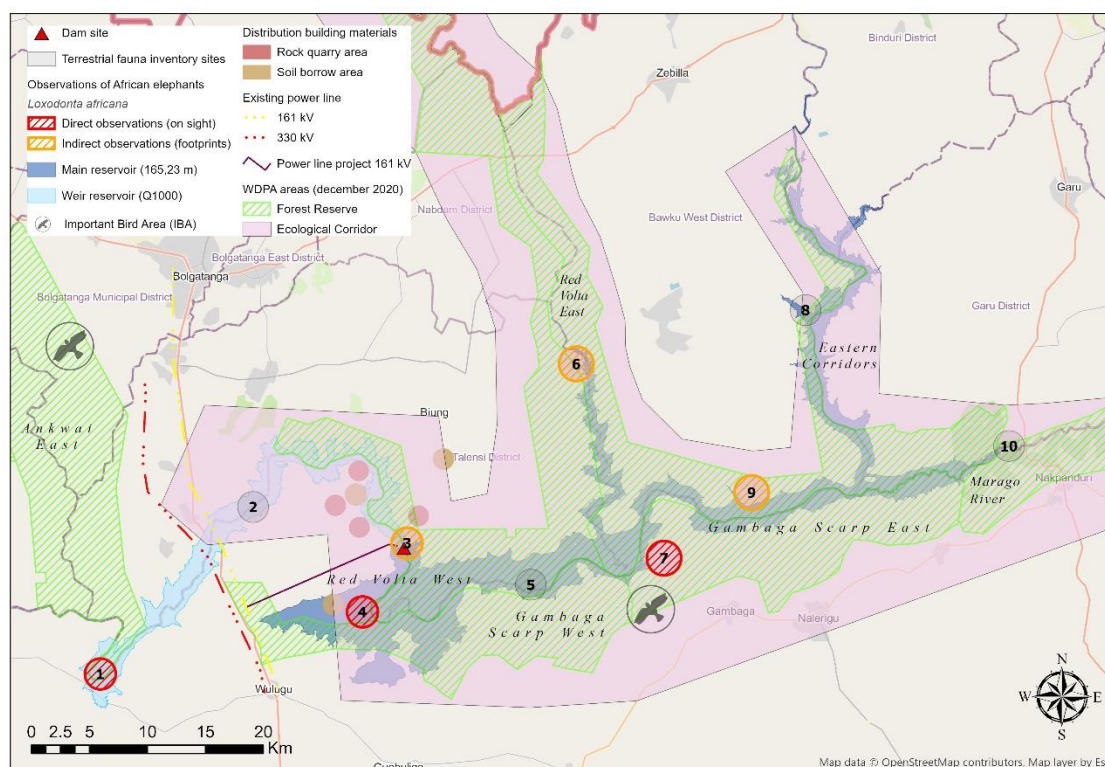 Dam site
Terrestrial fauna inventory sites
Observations of African elephants
Loxodonta africana
Direct observations (on sight)
Indirect observations (footprints)
Main reservoir (165,23 m)
Weir reservoir (Q1000)
Important Bird Area (IBA)
Distribution building materials
Rock quarry area
Soil borrow area
Existing power line
161 kV
330 kV
Power line project 161 kV
WDPA areas (december 2020)
Forest Reserve
Ecological Corridor
Binduri District
Zebilla
Garu
Nabdam District
Bawku West District
Bolgatanga East District
Bolgatanga
Bolgatanga Municipal District
Red
Volta
East
Garu District
8
Eastern
Corridors
6
Ankwai
East
Biung
Talensi District
10
Nakpanduri
Marago
River
9
2
Gambaga Scarp East
3
7
Red Volta West
5
4
Gambaga
Scarp West
Gambaga
Nalerigu
1
Wulugu
N
W
E
S
0 2.5 5 10 15 20
Km
Map data © OpenStreetMap contributors, Map layer by Es